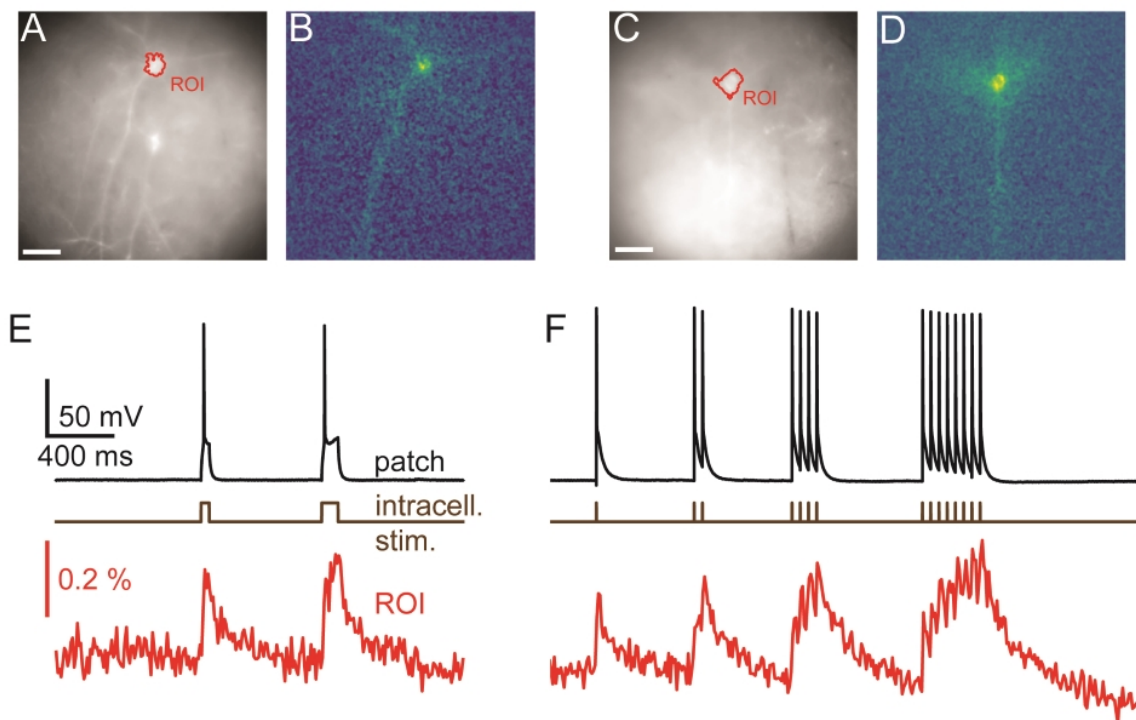 A
B
C
D
ROI
ROI
E
F
50 mV
400 ms
patch
intracell.
stim.
0.2 %
ROI